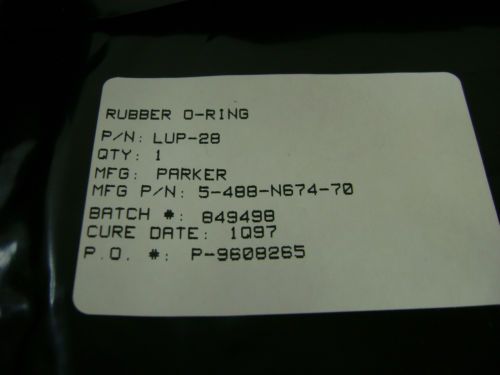 RUBBER O-RING
P/N: LUP-28
QTY: 1
MFG: PARKER
MFG P/N: 5-488-N674-70
BATCH #: 849498
CURE DATE: 1Q97
P.O. #: P-9608265